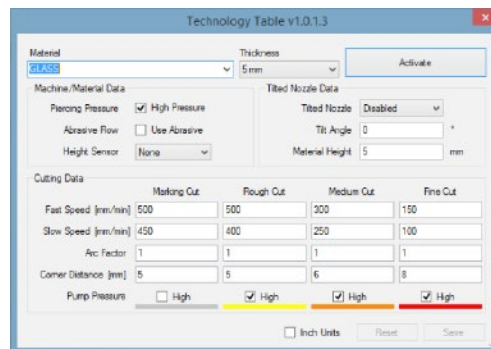 Technology Table v1.0.1.3
Material
Thickness
GLASS
5 mm
Activate
Machine/Material Data
Tilted Nozzle Data
Piercing Pressure High Pressure
Tilted Nozzle Disabled
Abrasive Flow Use Abrasive
Tilt Angle 0 °
Height Sensor None
Material Height 5 mm
Cutting Data
Marking Cut Rough Cut Medium Cut Fine Cut
Fast Speed [mm/min] 500 500 300 150
Slow Speed [mm/min] 450 400 250 100
Arc Factor 1 1 1 1
Corner Distance [mm] 5 5 6 8
Pump Pressure High High High High
Inch Units Reset Save